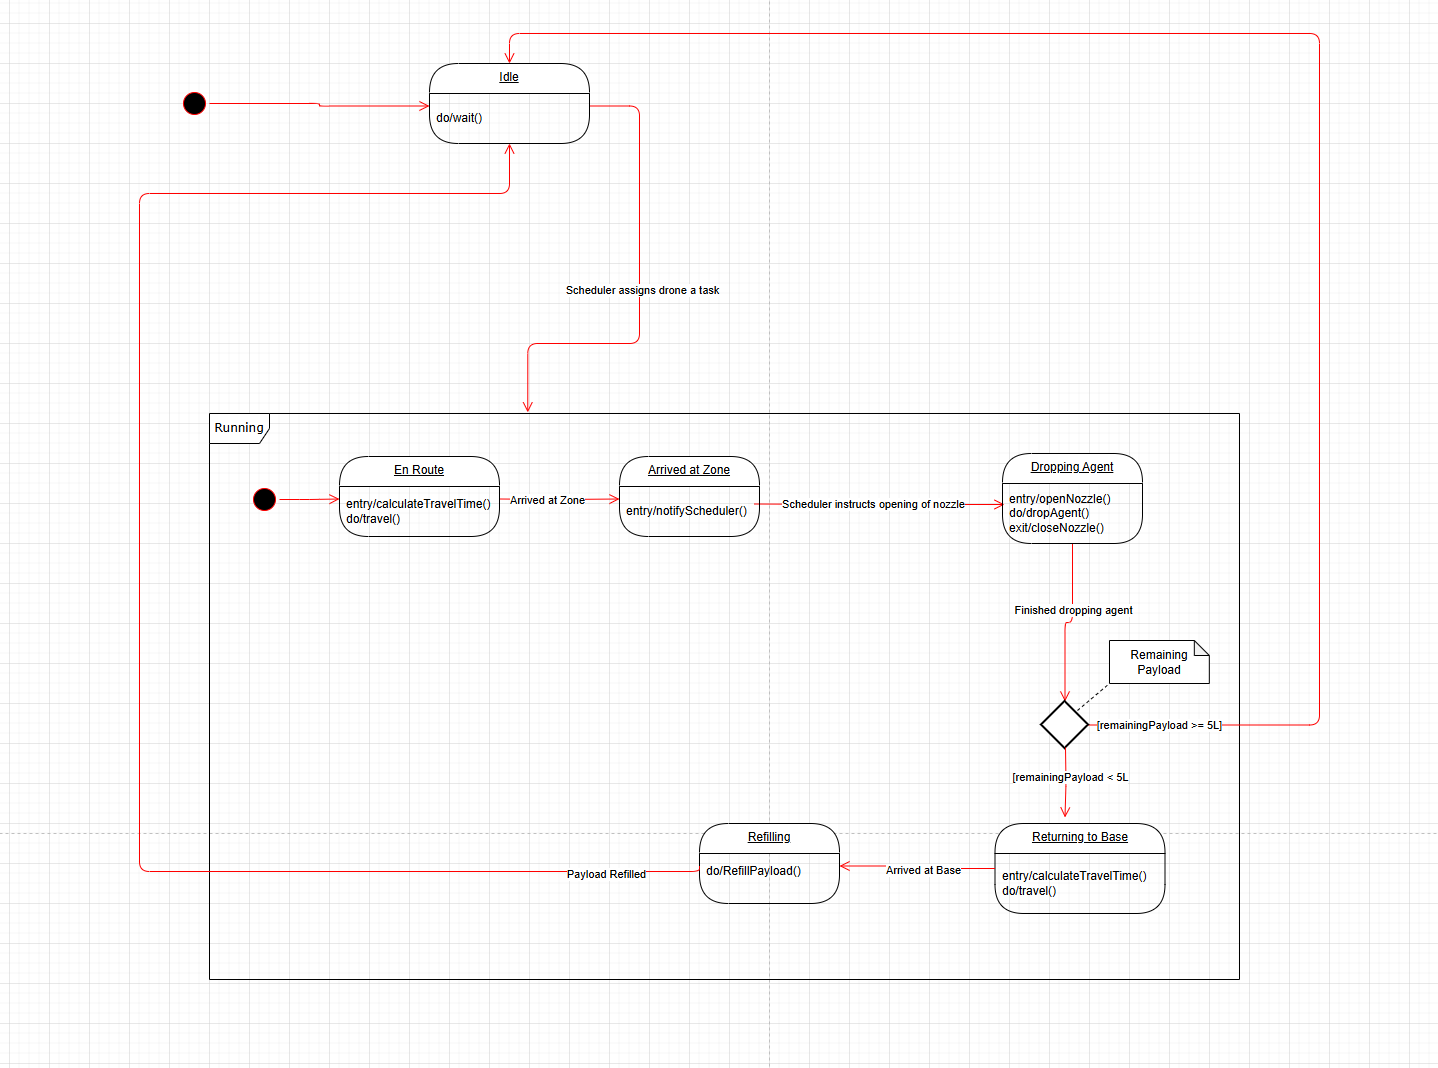 Idle
do/wait()
Scheduler assigns drone a task
Running
En Route
entry/calculateTravelTime()
do/travel()
Arrived at Zone
Arrived at Zone
entry/notifyScheduler()
Scheduler instructs opening of nozzle
Dropping Agent
entry/openNozzle()
do/dropAgent()
exit/closeNozzle()
Finished dropping agent
Remaining
Payload
[remainingPayload >= 5L]
[remainingPayload < 5L
Returning to Base
entry/calculateTravelTime()
do/travel()
Arrived at Base
Refilling
do/RefillPayload()
Payload Refilled